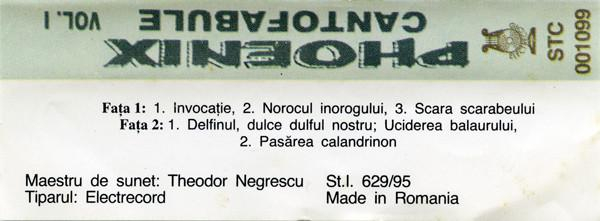 PHOENIX
CANTOFABULE
VOL. I
STC
001099
Fața 1: 1. Invocație, 2. Norocul inorogului, 3. Scara scarabeului
Fața 2: 1. Delfinul, dulce dulful nostru; Uciderea balaurului,
2. Pasărea calandrinon
Maestru de sunet: Theodor Negrescu
St.I. 629/95
Tiparul: Electrecord
Made in Romania